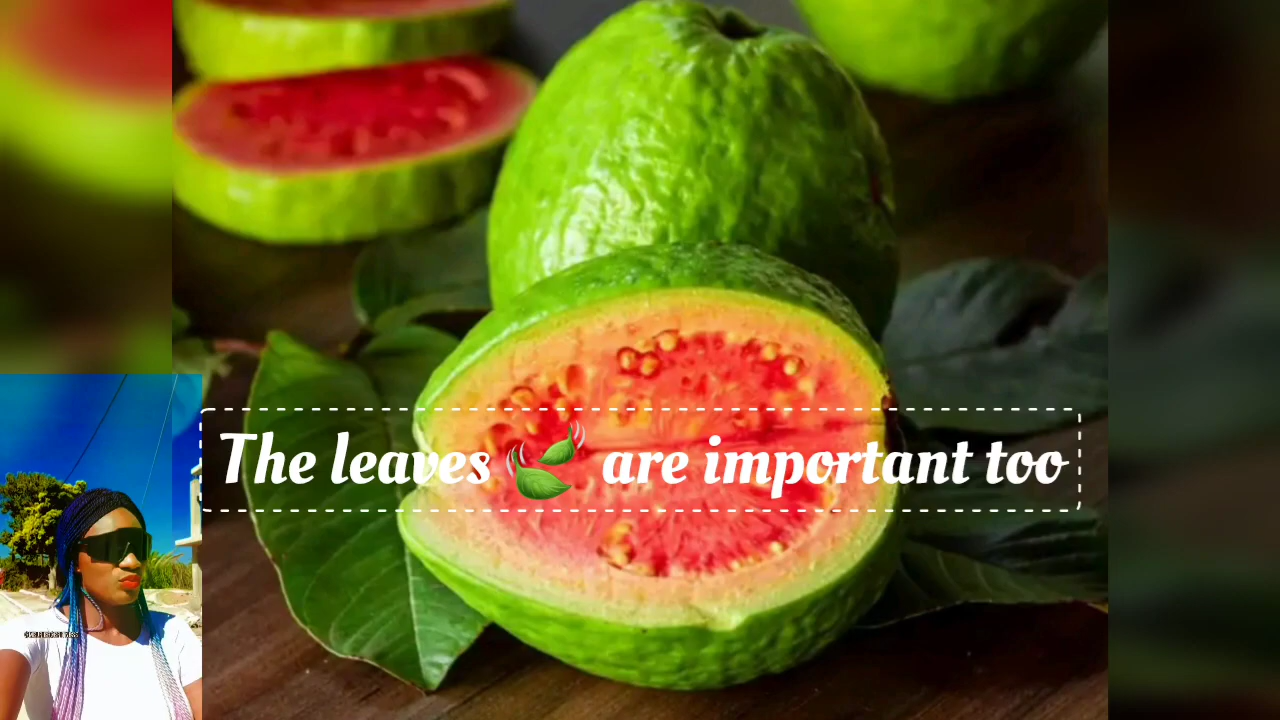 The leaves 🍃 are important too